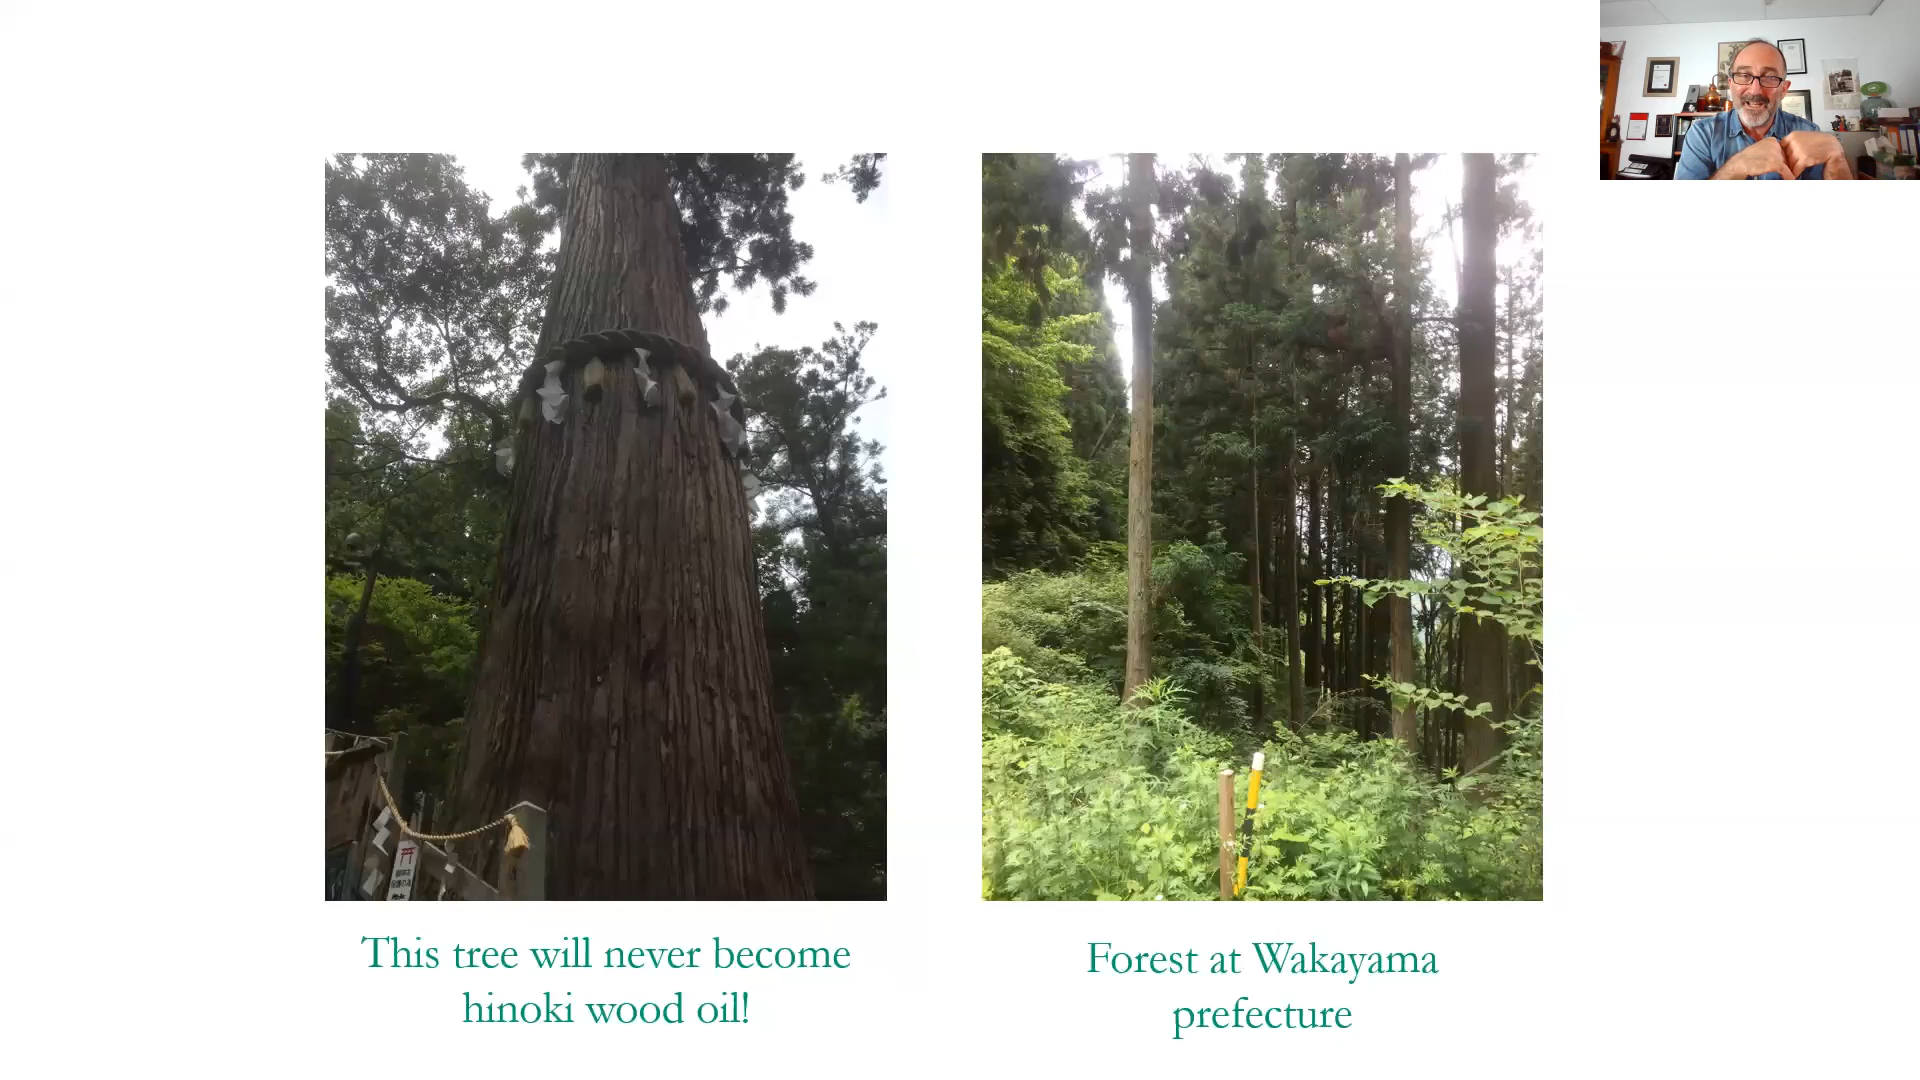 This tree will never become
hinoki wood oil!
Forest at Wakayama
prefecture